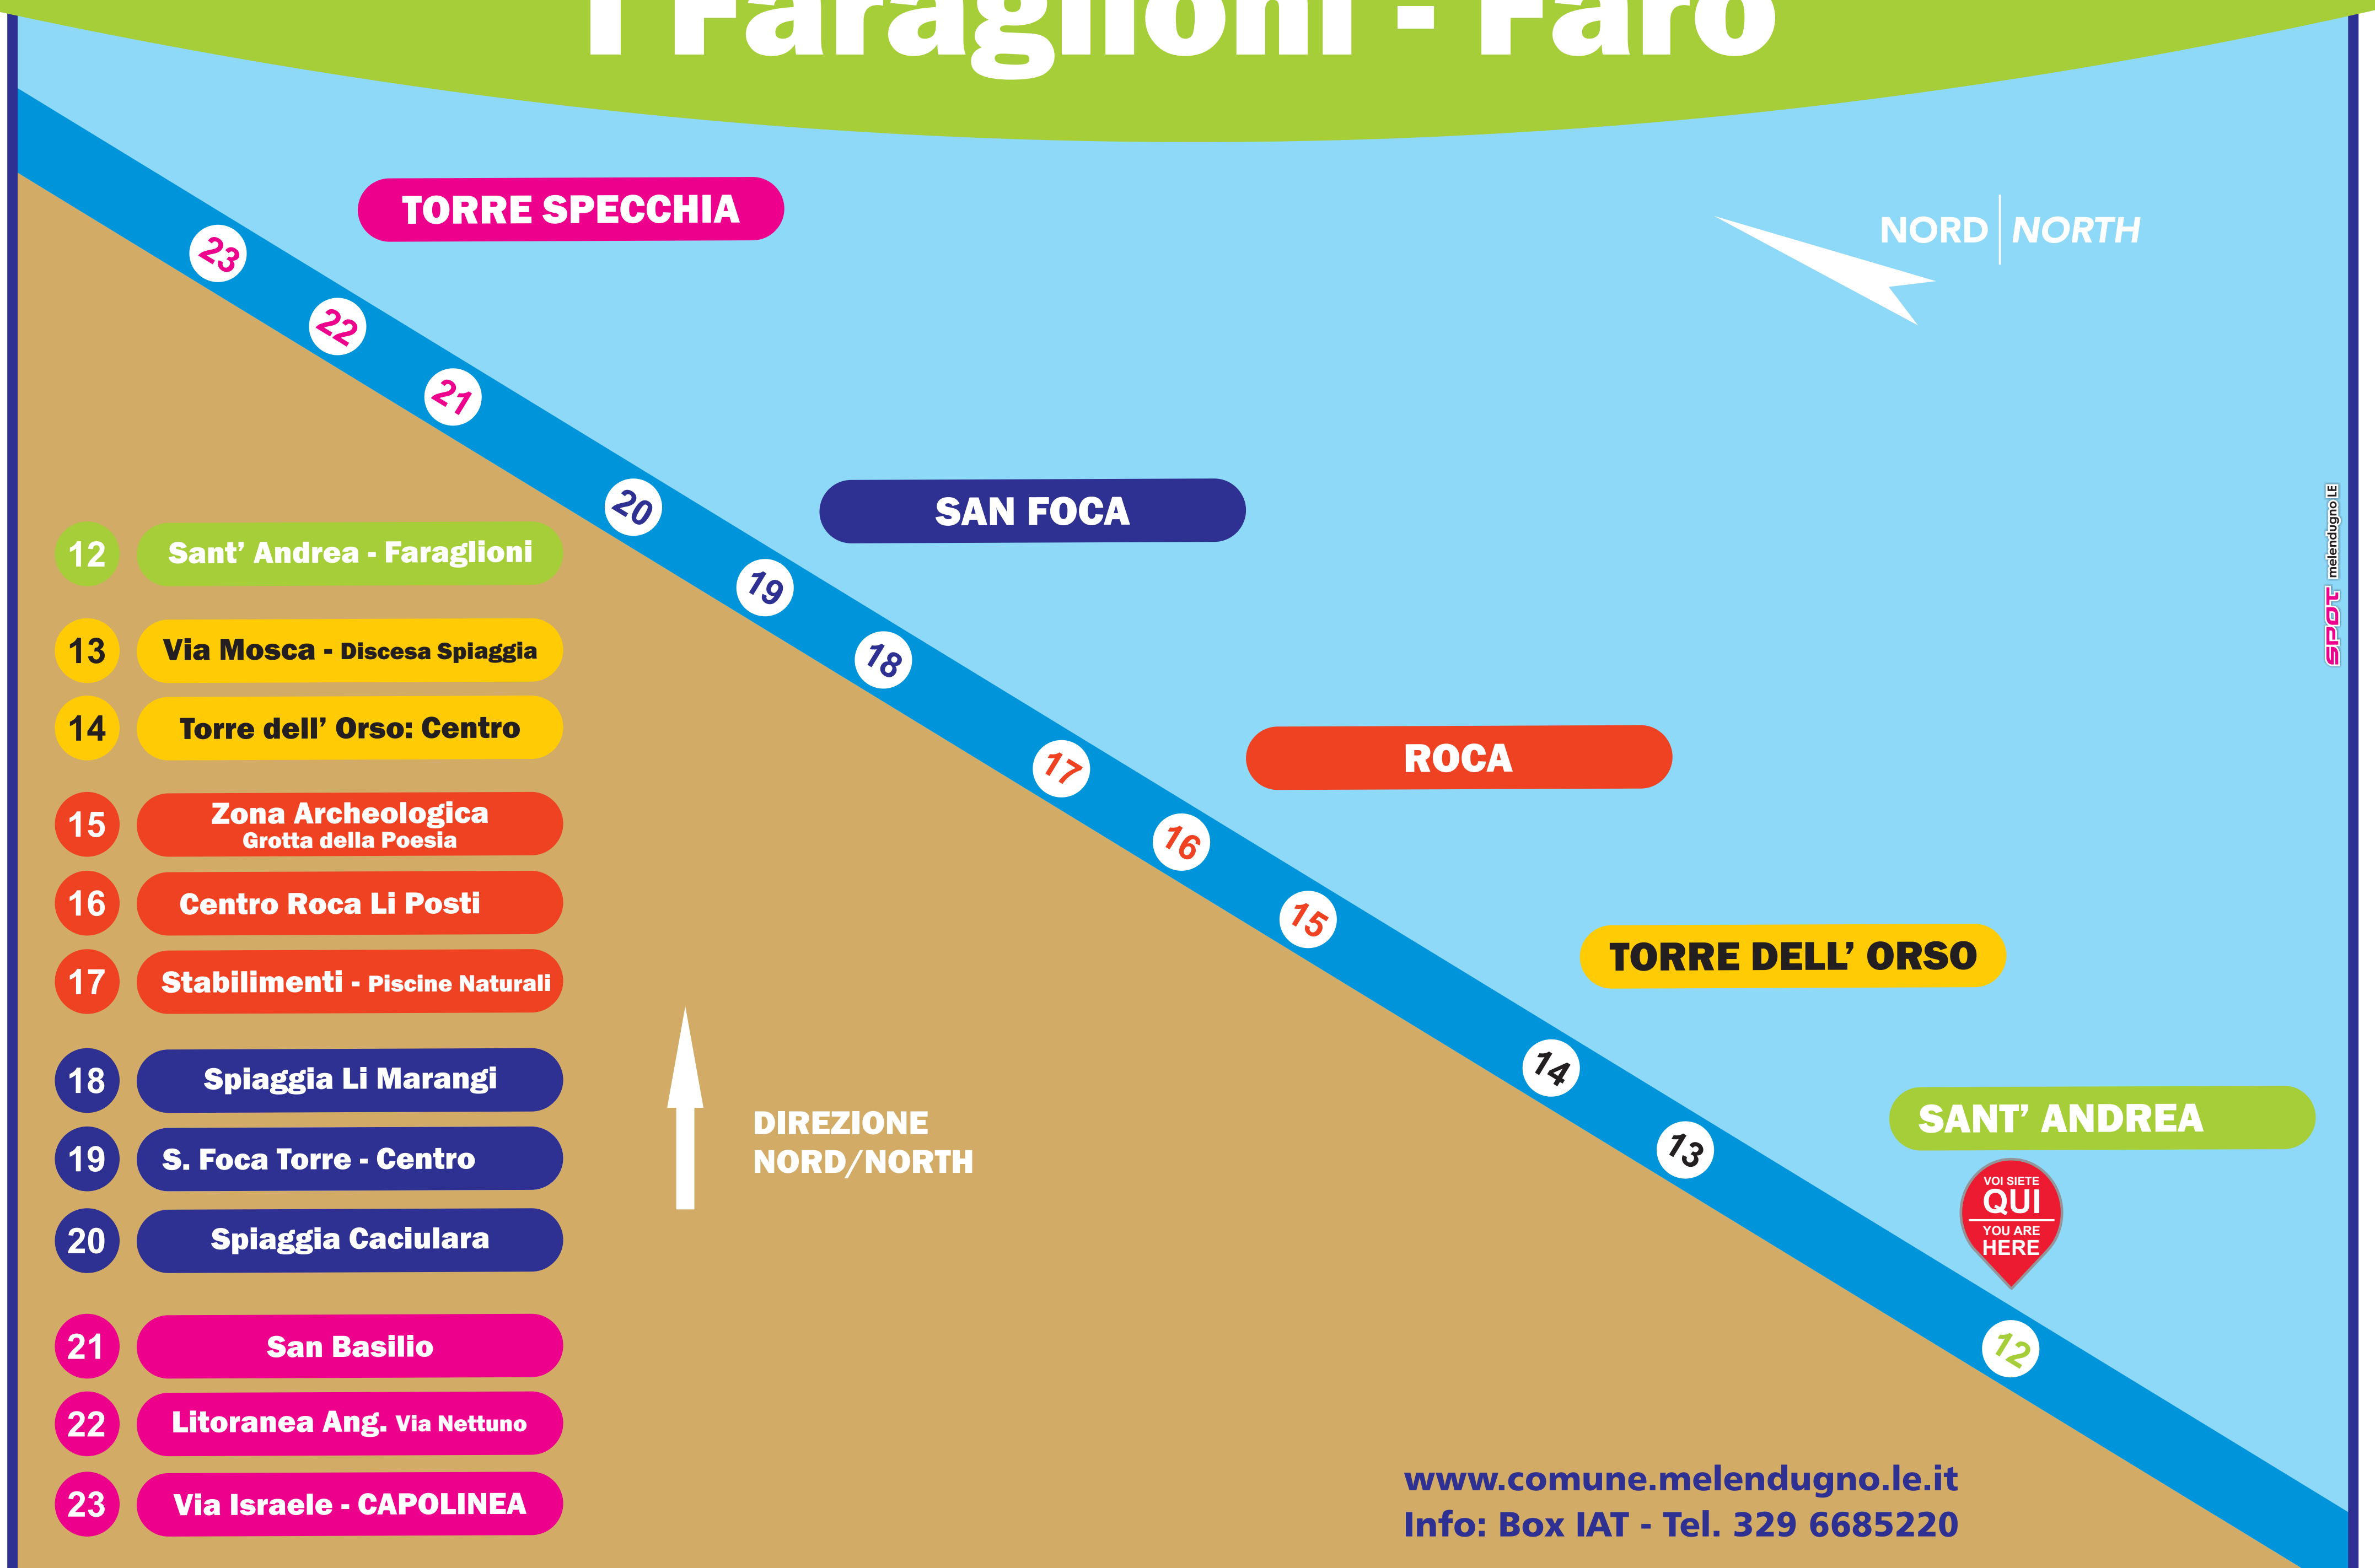 I Faraglioni - Faro
TORRE SPECCHIA
NORD | NORTH
23
22
21
20
19
18
17
16
15
14
13
12
SAN FOCA
ROCA
TORRE DELL' ORSO
SANT' ANDREA
VOI SIETE
QUI
YOU ARE
HERE
12 Sant' Andrea - Faraglioni
13 Via Mosca - Discesa Spiaggia
14 Torre dell' Orso: Centro
15 Zona Archeologica
Grotta della Poesia
16 Centro Roca Li Posti
17 Stabilimenti - Piscine Naturali
18 Spiaggia Li Marangi
19 S. Foca Torre - Centro
20 Spiaggia Caciulara
21 San Basilio
22 Litoranea Ang. Via Nettuno
23 Via Israele - CAPOLINEA
DIREZIONE
NORD/NORTH
www.comune.melendugno.le.it
Info: Box IAT - Tel. 329 6685220
SPOT melendugno LE